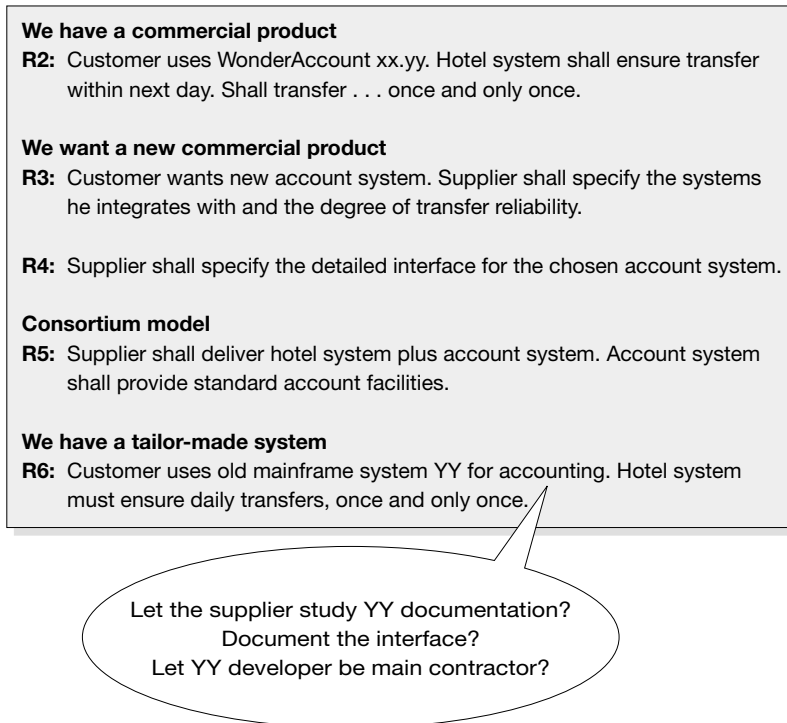 We have a commercial product
R2: Customer uses WonderAccount xx.yy. Hotel system shall ensure transfer
within next day. Shall transfer . . . once and only once.
We want a new commercial product
R3: Customer wants new account system. Supplier shall specify the systems
he integrates with and the degree of transfer reliability.
R4: Supplier shall specify the detailed interface for the chosen account system.
Consortium model
R5: Supplier shall deliver hotel system plus account system. Account system
shall provide standard account facilities.
We have a tailor-made system
R6: Customer uses old mainframe system YY for accounting. Hotel system
must ensure daily transfers, once and only once.
Let the supplier study YY documentation?
Document the interface?
Let YY developer be main contractor?